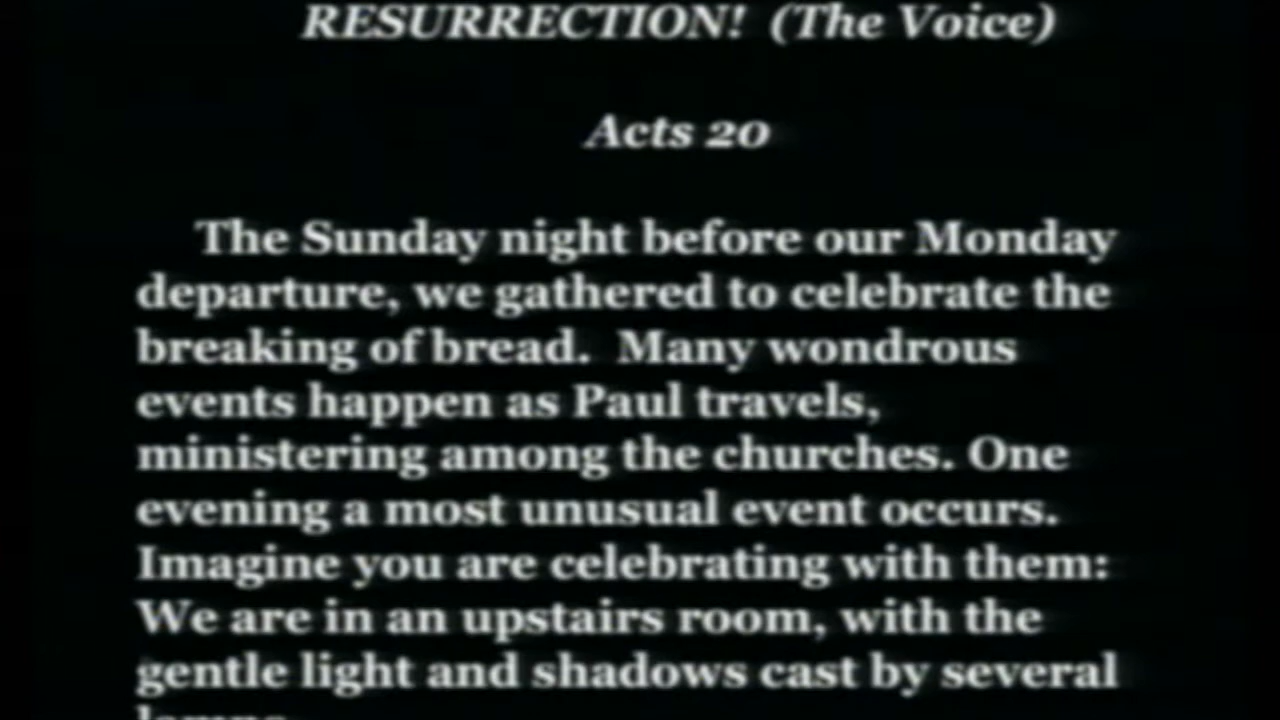 RESURRECTION! (The Voice)
Acts 20
The Sunday night before our Monday
departure, we gathered to celebrate the
breaking of bread. Many wondrous
events happen as Paul travels,
ministering among the churches. One
evening a most unusual event occurs.
Imagine you are celebrating with them:
We are in an upstairs room, with the
gentle light and shadows cast by several